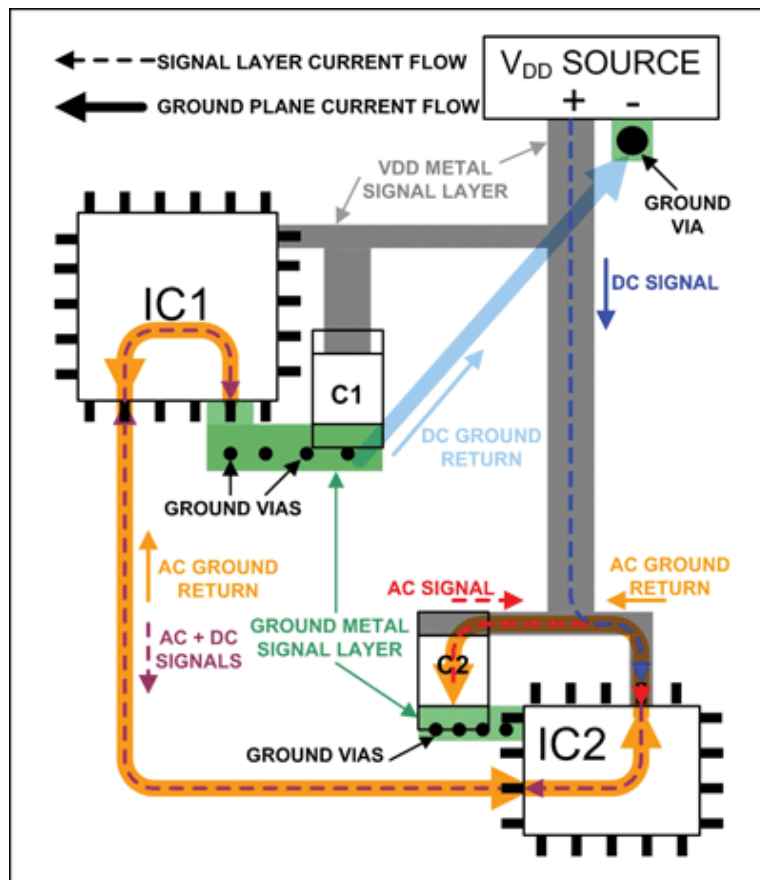 SIGNAL LAYER CURRENT FLOW
GROUND PLANE CURRENT FLOW
VDD SOURCE
+ -
VDD METAL
SIGNAL LAYER
GROUND
VIA
IC1
DC SIGNAL
C1
DC GROUND
RETURN
GROUND VIAS
AC GROUND
RETURN
AC SIGNAL
AC GROUND
RETURN
AC + DC
SIGNALS
GROUND METAL
SIGNAL LAYER
C2
GROUND VIAS
IC2